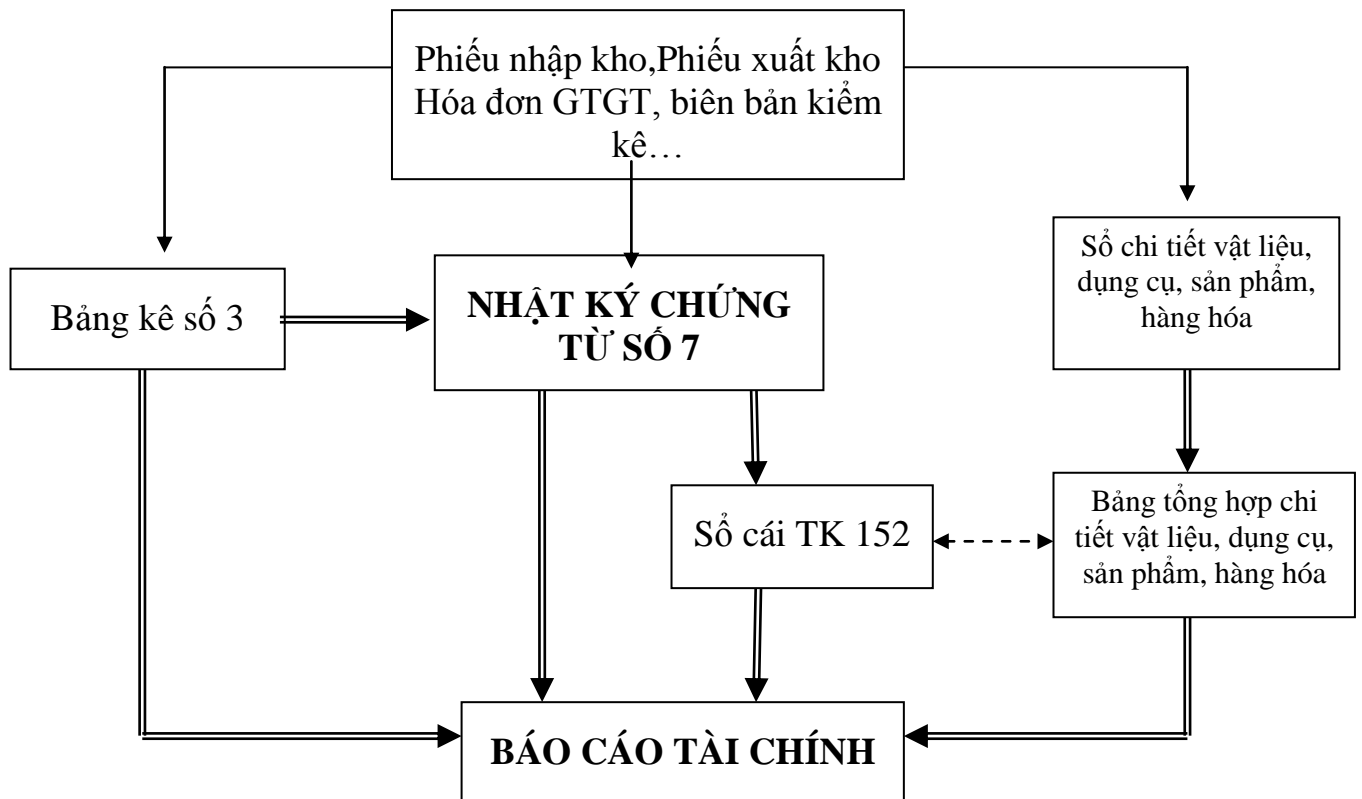 Phiếu nhập kho,Phiếu xuất kho
Hóa đơn GTGT, biên bản kiểm
kê…
Bảng kê số 3
NHẬT KÝ CHỨNG
TỪ SỐ 7
Sổ chi tiết vật liệu,
dụng cụ, sản phẩm,
hàng hóa
Sổ cái TK 152
Bảng tổng hợp chi
tiết vật liệu, dụng cụ,
sản phẩm, hàng hóa
BÁO CÁO TÀI CHÍNH